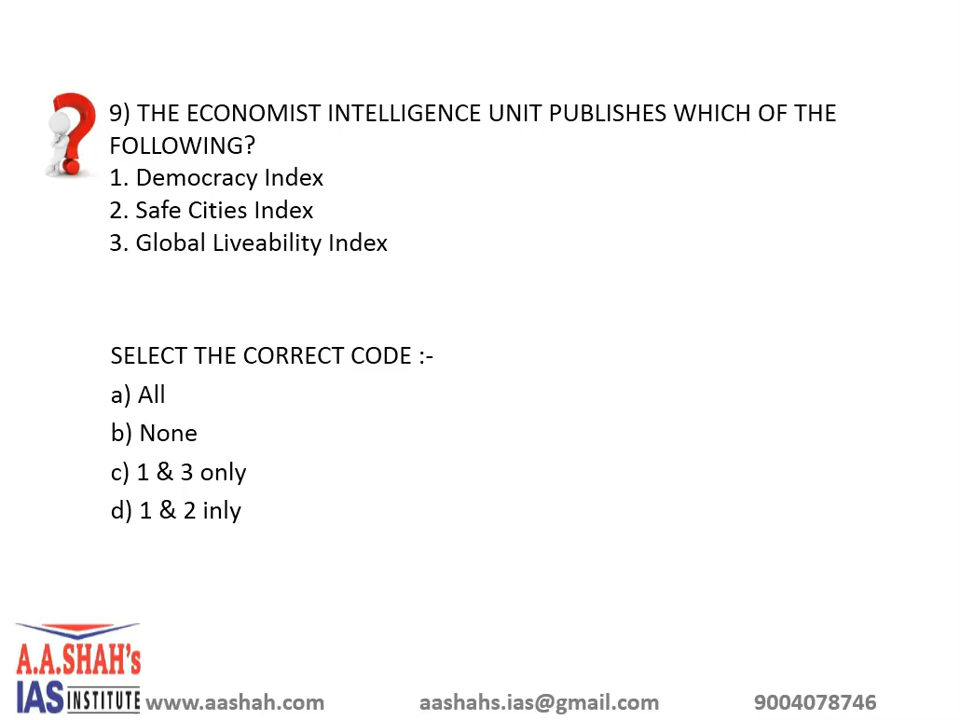 9) THE ECONOMIST INTELLIGENCE UNIT PUBLISHES WHICH OF THE
FOLLOWING?
1. Democracy Index
2. Safe Cities Index
3. Global Liveability Index
SELECT THE CORRECT CODE :-
a) All
b) None
c) 1 & 3 only
d) 1 & 2 inly
A.A.SHAH's
IAS INSTITUTE www.aashah.com aashahs.ias@gmail.com 9004078746